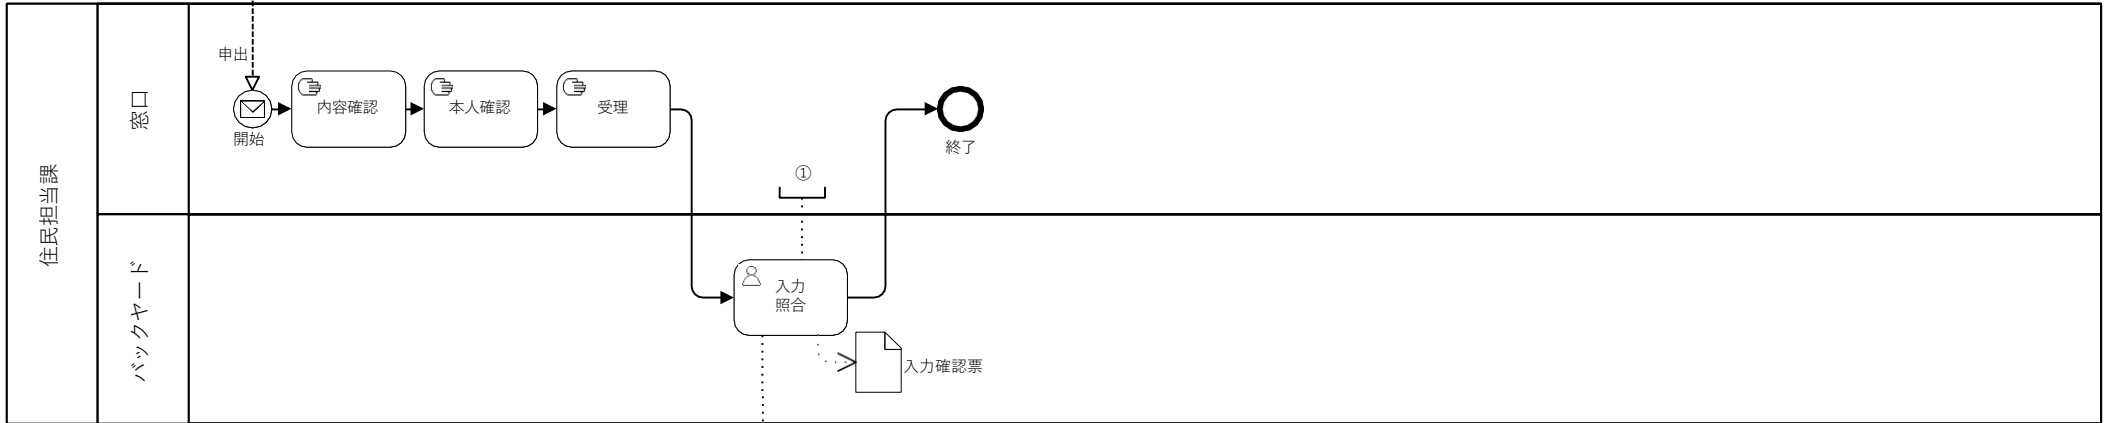 住民担当課
窓口
申出
開始
内容確認
本人確認
受理
終了
①
バックヤード
入力
照合
入力確認票